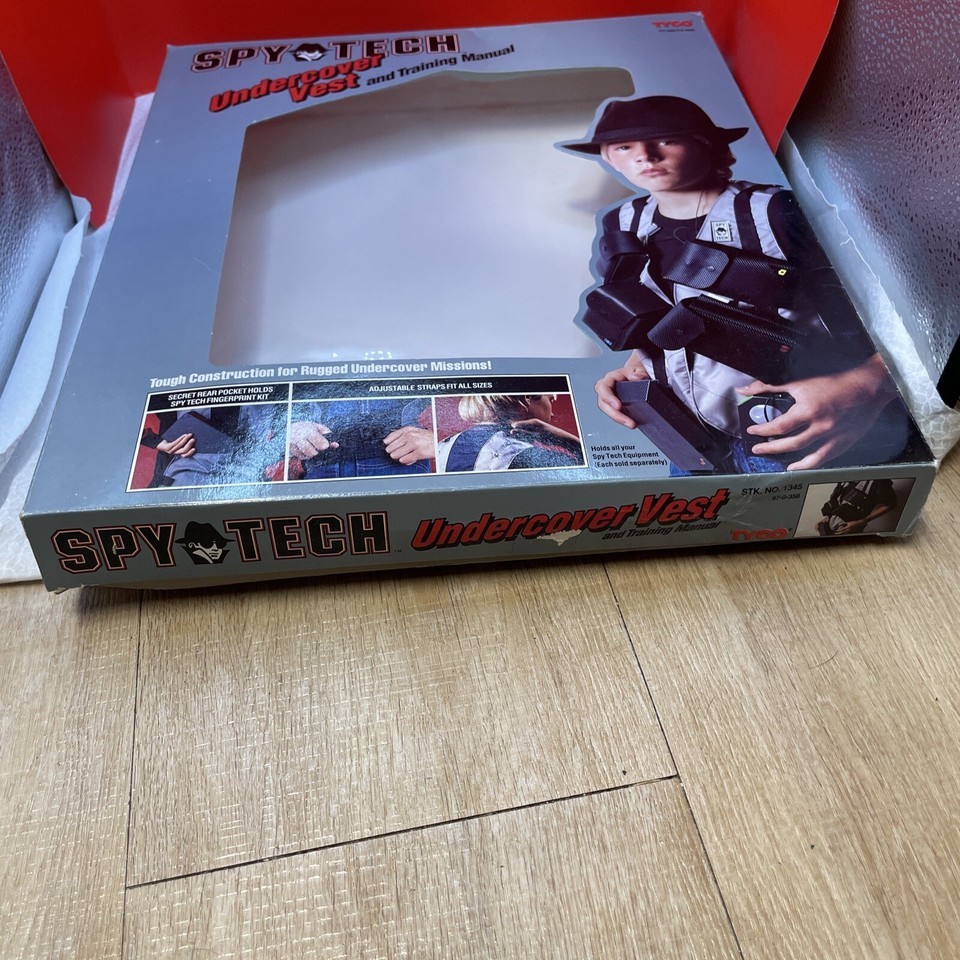 SPY TECH
TYCO
Undercover
Vest and Training Manual
SPY TECH
Tough Construction for Rugged Undercover Missions!
SECRET REAR POCKET HOLDS
SPY TECH FINGERPRINT KIT
ADJUSTABLE STRAPS FIT ALL SIZES
Holds all your
Spy Tech Equipment
(Each sold separately)
SPY TECH™
Undercover Vest
and Training Manual
STK. NO. 1345
TYCO®